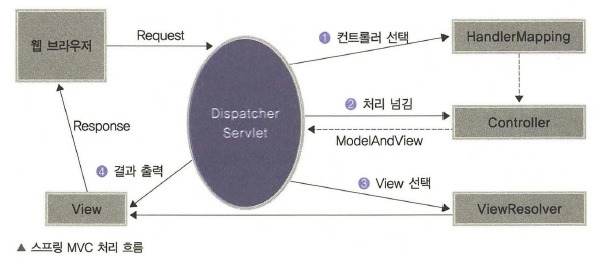 웹 브라우저
Request
① 컨트롤러 선택
HandlerMapping
Dispatcher
Servlet
② 처리 넘김
Controller
ModelAndView
Response
④ 결과 출력
③ View 선택
View
ViewResolver
▲ 스프링 MVC 처리 흐름